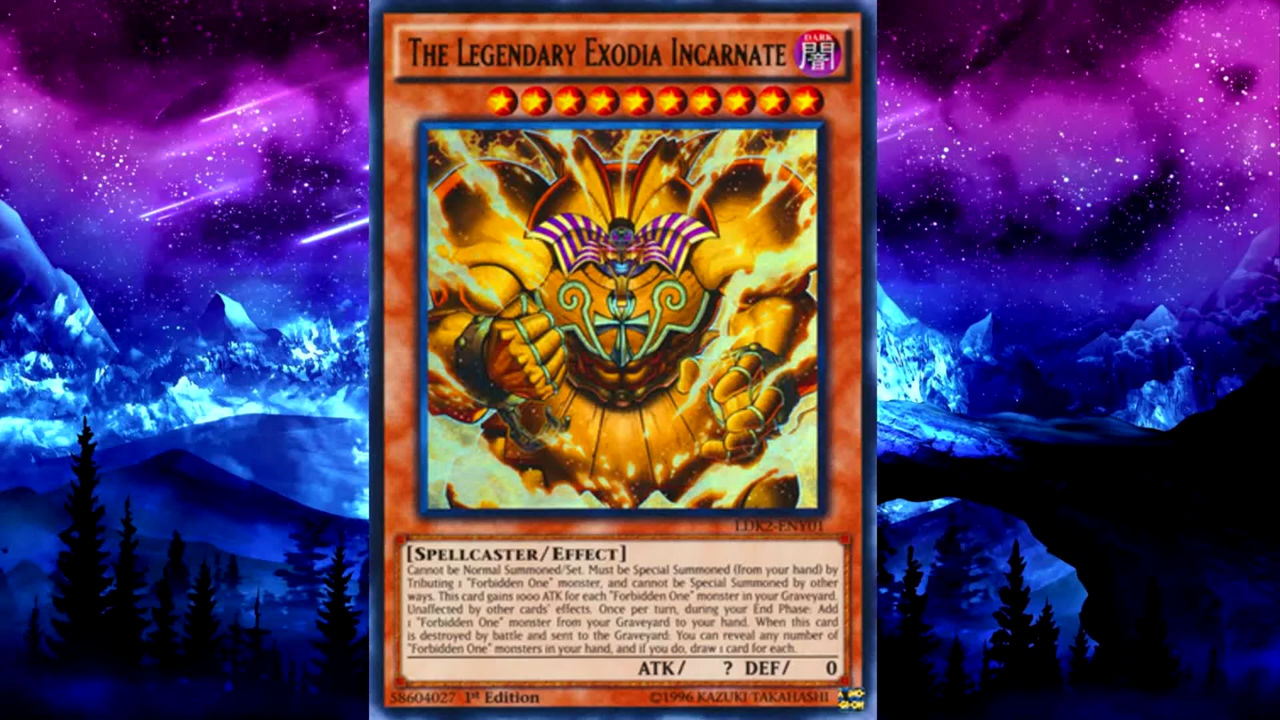 THE LEGENDARY EXODIA INCARNATE
DARK
闇
LDK2-ENY01
[SPELLCASTER/EFFECT]
Cannot be Normal Summoned/Set. Must be Special Summoned (from your hand) by
Tributing 1 "Forbidden One" monster, and cannot be Special Summoned by other
ways. This card gains 1000 ATK for each "Forbidden One" monster in your Graveyard.
Unaffected by other cards' effects. Once per turn, during your End Phase: Add
1 "Forbidden One" monster from your Graveyard to your hand. When this card
is destroyed by battle and sent to the Graveyard: You can reveal any number of
"Forbidden One" monsters in your hand, and if you do, draw 1 card for each.
ATK/ ? DEF/ 0
58604027 1st Edition ©1996 KAZUKI TAKAHASHI